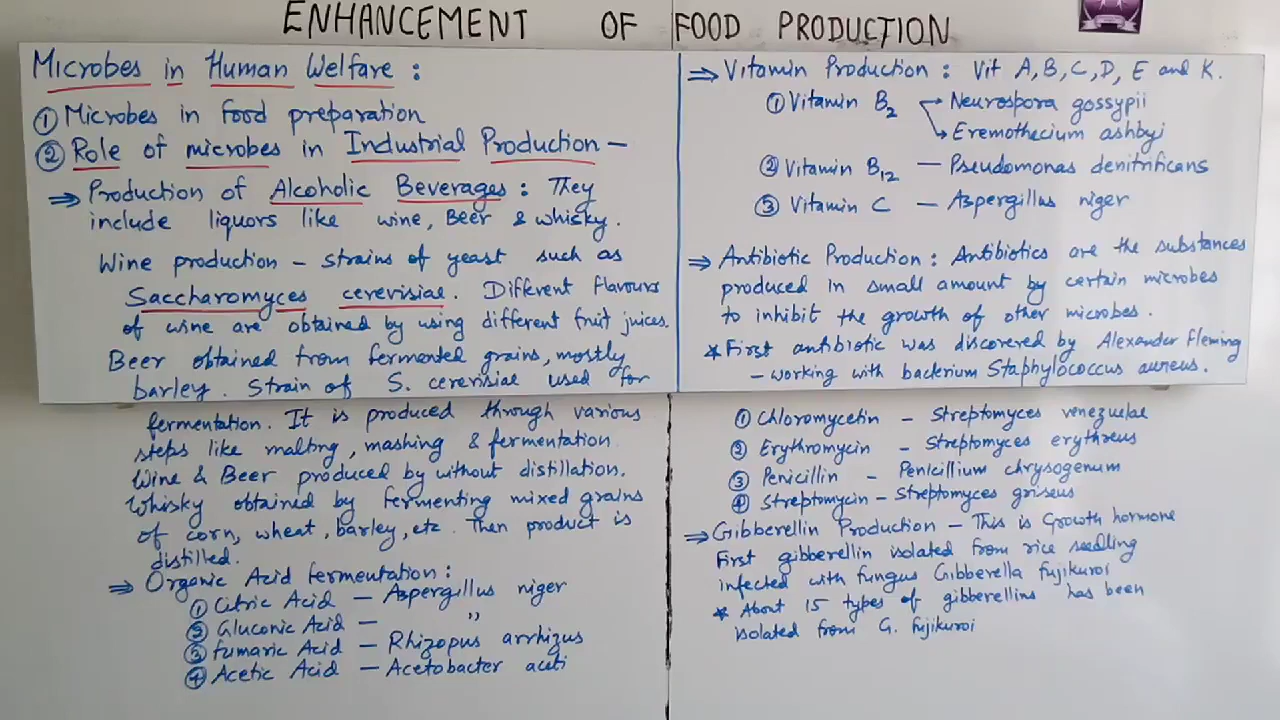 ENHANCEMENT OF FOOD PRODUCTION
Microbes in Human Welfare :
① Microbes in food preparation
② Role of microbes in Industrial Production –
⇒ Production of Alcoholic Beverages : They
include liquors like wine, Beer & whisky.
Wine production – strains of yeast such as
Saccharomyces cerevisiae. Different flavours
of wine are obtained by using different fruit juices.
Beer obtained from fermented grains, mostly
barley. Strain of S. cerevisiae used for
fermentation. It is produced through various
steps like malting, mashing & fermentation.
Wine & Beer produced by without distillation.
Whisky obtained by fermenting mixed grains
of corn, wheat, barley, etc. Then product is
distilled.
⇒ Organic Acid fermentation :
① Citric Acid – Aspergillus niger
② Gluconic Acid – ,,
③ Fumaric Acid – Rhizopus arrhizus
④ Acetic Acid – Acetobacter aceti
⇒ Vitamin Production : Vit A, B, C, D, E and K.
① Vitamin B2 → Neurospora gossypii
↳ Eremothecium ashbyi
② Vitamin B12 – Pseudomonas denitrificans
③ Vitamin C – Aspergillus niger
⇒ Antibiotic Production : Antibiotics are the substances
produced in small amount by certain microbes
to inhibit the growth of other microbes.
* First antibiotic was discovered by Alexander Fleming
– working with bacterium Staphylococcus aureus.
① Chloromycetin – Streptomyces venezuelae
② Erythromycin – Streptomyces erythreus
③ Penicillin – Penicillium chrysogenum
④ Streptomycin – Streptomyces griseus
⇒ Gibberellin Production – This is Growth hormone
First gibberellin isolated from rice seedling
infected with fungus Gibberella fujikuroi
* About 15 types of gibberellins has been
isolated from G. fujikuroi